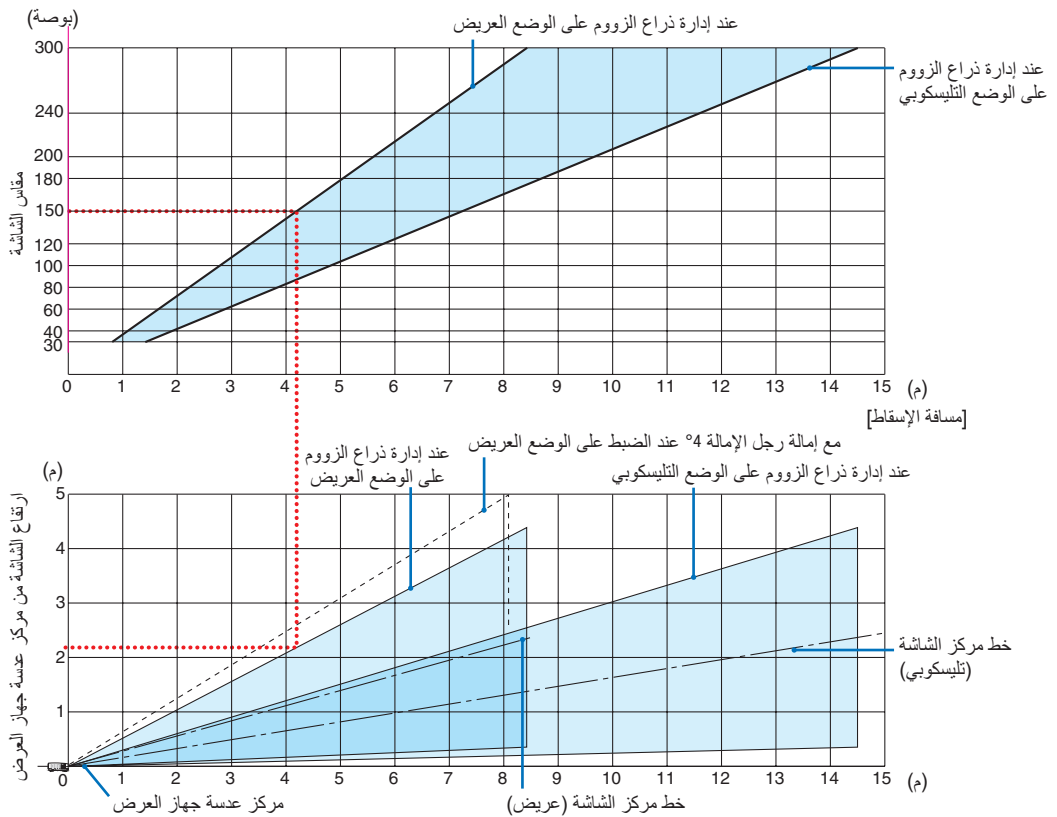 (بوصة)
عند إدارة ذراع الزووم على الوضع العريض
عند إدارة ذراع الزووم
على الوضع التليسكوبي
مقاس الشاشة
300
240
200
180
150
120
100
80
60
40
30
0 1 2 3 4 5 6 7 8 9 10 11 12 13 14 15 (م)
[مسافة الإسقاط]
مع إمالة رجل الإمالة 4° عند الضبط على الوضع العريض
عند إدارة ذراع الزووم
على الوضع العريض
عند إدارة ذراع الزووم على الوضع التليسكوبي
(م)
ارتفاع الشاشة من مركز عدسة جهاز العرض
5
4
3
2
1
خط مركز الشاشة
(تليسكوبي)
0 1 2 3 4 5 6 7 8 9 10 11 12 13 14 15 (م)
مركز عدسة جهاز العرض
خط مركز الشاشة (عريض)